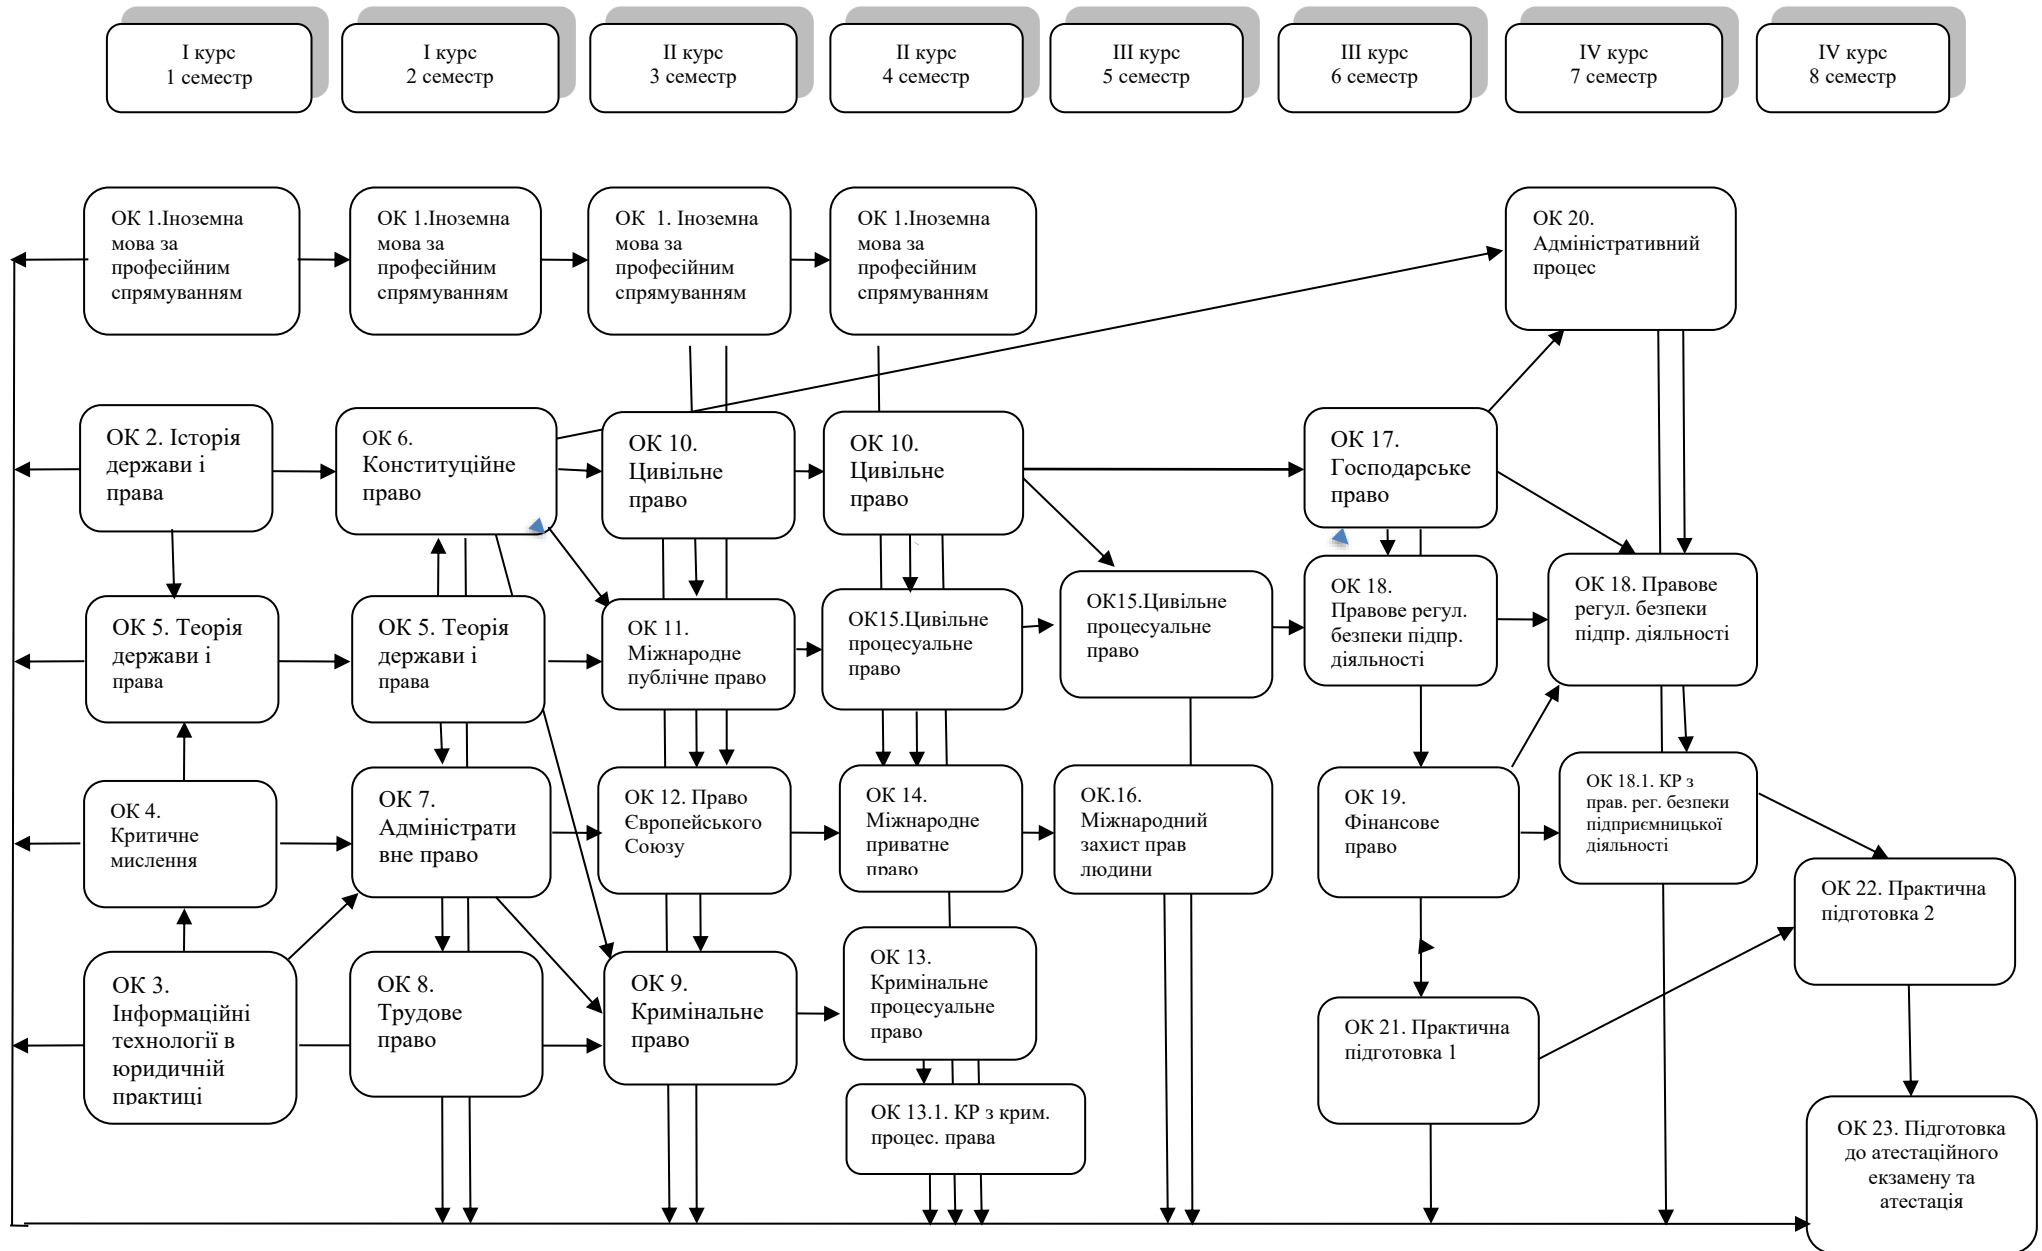 I курс
1 семестр
I курс
2 семестр
II курс
3 семестр
II курс
4 семестр
III курс
5 семестр
III курс
6 семестр
IV курс
7 семестр
IV курс
8 семестр
ОК 1.Іноземна
мова за
професійним
спрямуванням
ОК 1.Іноземна
мова за
професійним
спрямуванням
ОК 1. Іноземна
мова за
професійним
спрямуванням
ОК 1.Іноземна
мова за
професійним
спрямуванням
ОК 20.
Адміністративний
процес
ОК 2. Історія
держави і
права
ОК 6.
Конституційне
право
ОК 10.
Цивільне
право
ОК 10.
Цивільне
право
ОК 17.
Господарське
право
ОК 5. Теорія
держави і
права
ОК 5. Теорія
держави і
права
ОК 11.
Міжнародне
публічне право
ОК15.Цивільне
процесуальне
право
ОК15.Цивільне
процесуальне
право
ОК 18.
Правове регул.
безпеки підпр.
діяльності
ОК 18. Правове
регул. безпеки
підпр. діяльності
ОК 4.
Критичне
мислення
ОК 7.
Адміністрати
вне право
ОК 12. Право
Європейського
Союзу
ОК 14.
Міжнародне
приватне
право
ОК.16.
Міжнародний
захист прав
людини
ОК 19.
Фінансове
право
ОК 18.1. КР з
прав. рег. безпеки
підприємницької
діяльності
ОК 22. Практична
підготовка 2
ОК 3.
Інформаційні
технології в
юридичній
практиці
ОК 8.
Трудове
право
ОК 9.
Кримінальне
право
ОК 13.
Кримінальне
процесуальне
право
ОК 21. Практична
підготовка 1
ОК 13.1. КР з крим.
процес. права
ОК 23. Підготовка
до атестаційного
екзамену та
атестація